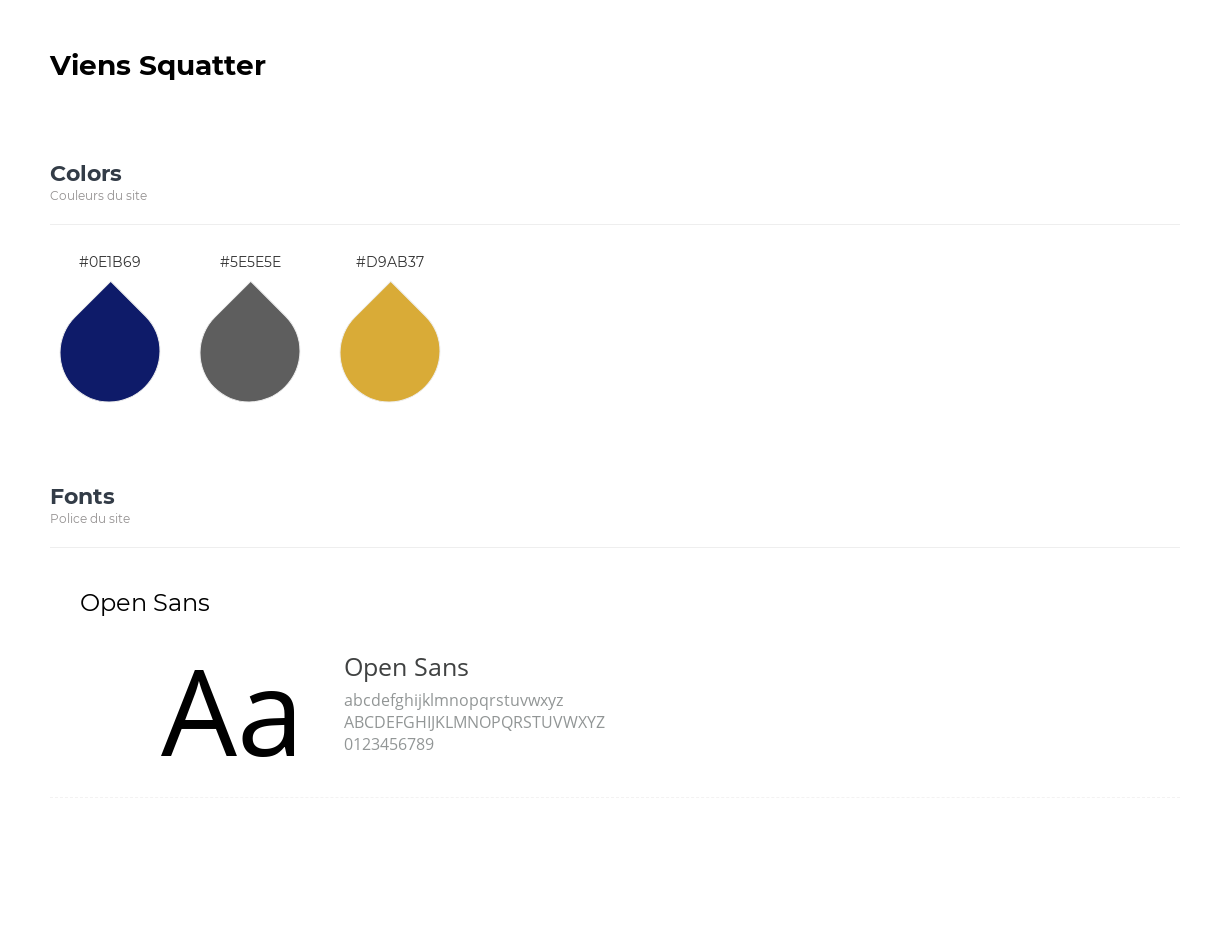 Viens Squatter
Colors
Couleurs du site
#0E1B69 #5E5E5E #D9AB37
Fonts
Police du site
Open Sans
Aa
Open Sans
abcdefghijklmnopqrstuvwxyz
ABCDEFGHIJKLMNOPQRSTUVWXYZ
0123456789